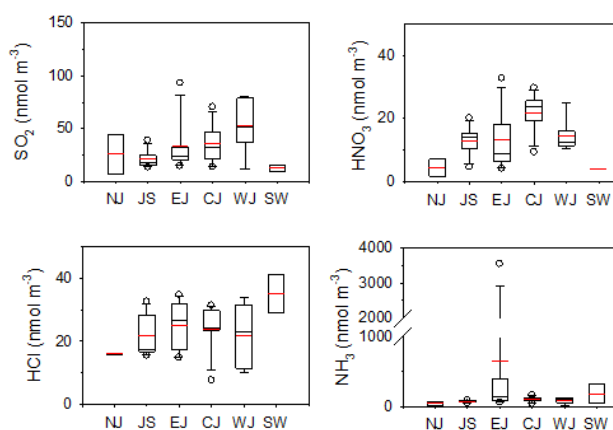 SO2 (nmol m-3)
150
100
50
0
NJ JS EJ CJ WJ SW
HNO3 (nmol m-3)
40
20
0
NJ JS EJ CJ WJ SW
HCl (nmol m-3)
40
20
0
NJ JS EJ CJ WJ SW
NH3 (nmol m-3)
4000
3000
2000
1000
0
NJ JS EJ CJ WJ SW